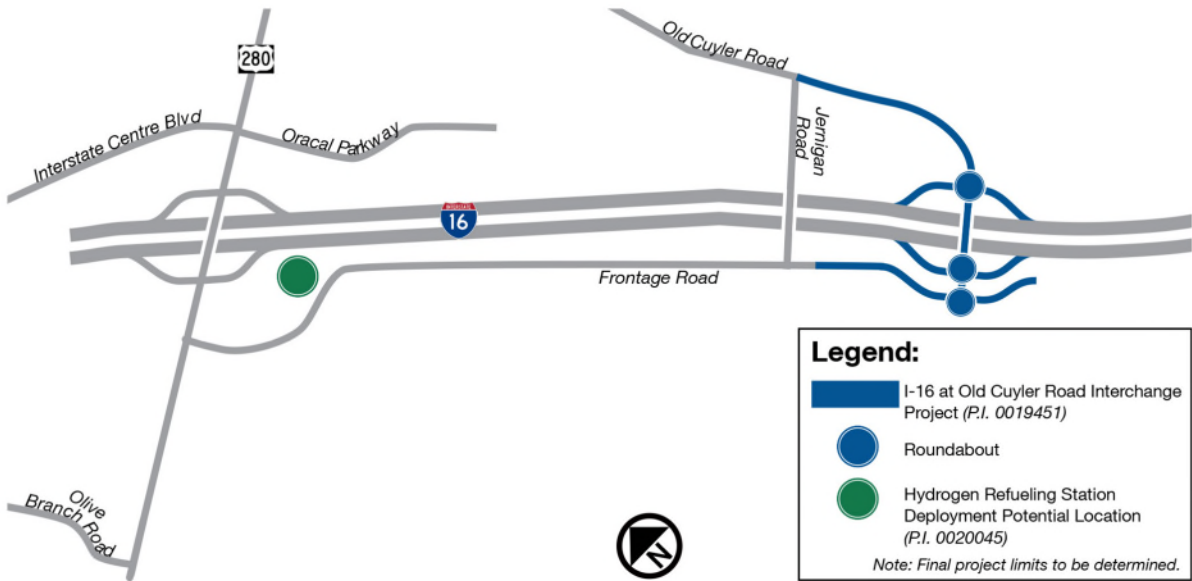 280
Old Cuyler Road
Interstate Centre Blvd
Oracal Parkway
Jernigan
Road
INTERSTATE
16
Frontage Road
Olive
Branch Road
N
Legend:
I-16 at Old Cuyler Road Interchange
Project (P.I. 0019451)
Roundabout
Hydrogen Refueling Station
Deployment Potential Location
(P.I. 0020045)
Note: Final project limits to be determined.